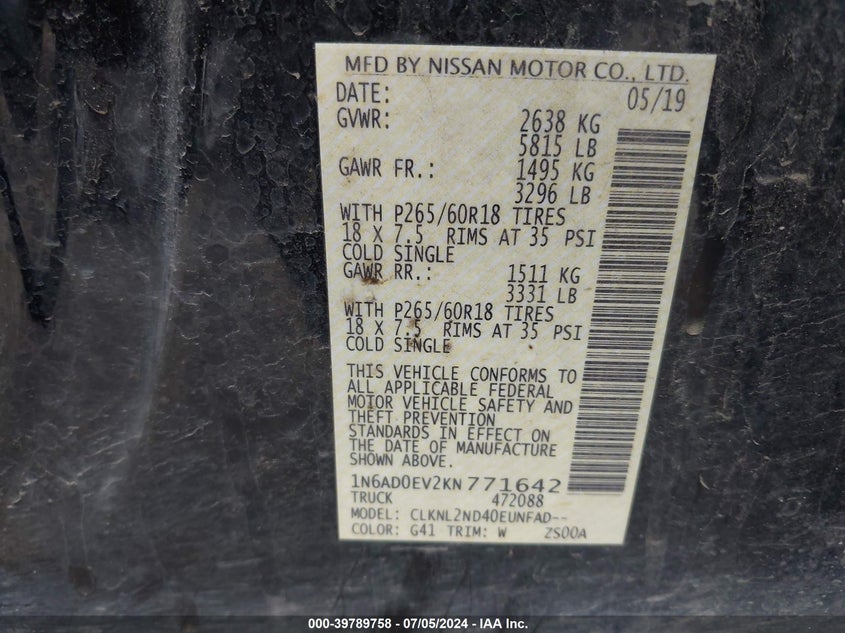 MFD BY NISSAN MOTOR CO., LTD.
DATE: 05/19
GVWR: 2638 KG
5815 LB
GAWR FR.: 1495 KG
3296 LB
WITH P265/60R18 TIRES
18 X 7.5 RIMS AT 35 PSI
COLD SINGLE
GAWR RR.: 1511 KG
3331 LB
WITH P265/60R18 TIRES
18 X 7.5 RIMS AT 35 PSI
COLD SINGLE
THIS VEHICLE CONFORMS TO
ALL APPLICABLE FEDERAL
MOTOR VEHICLE SAFETY AND
THEFT PREVENTION
STANDARDS IN EFFECT ON
THE DATE OF MANUFACTURE
SHOWN ABOVE.
1N6AD0EV2KN771642
TRUCK 472088
MODEL: CLKNL2ND40EUNFAD--
COLOR: G41 TRIM: W ZS00A
000-39789758 - 07/05/2024 - IAA Inc.